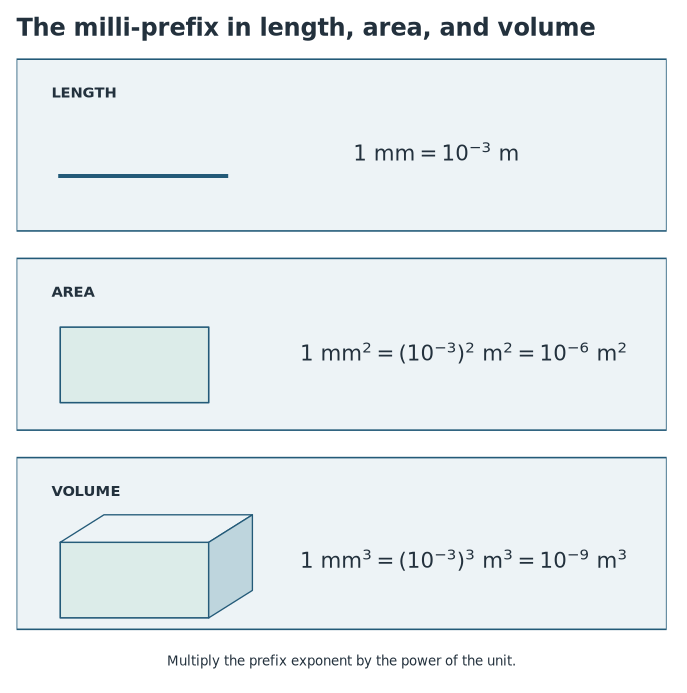 The milli-prefix in length, area, and volume
LENGTH
1 mm = 10⁻³ m
AREA
1 mm² = (10⁻³)² m² = 10⁻⁶ m²
VOLUME
1 mm³ = (10⁻³)³ m³ = 10⁻⁹ m³
Multiply the prefix exponent by the power of the unit.